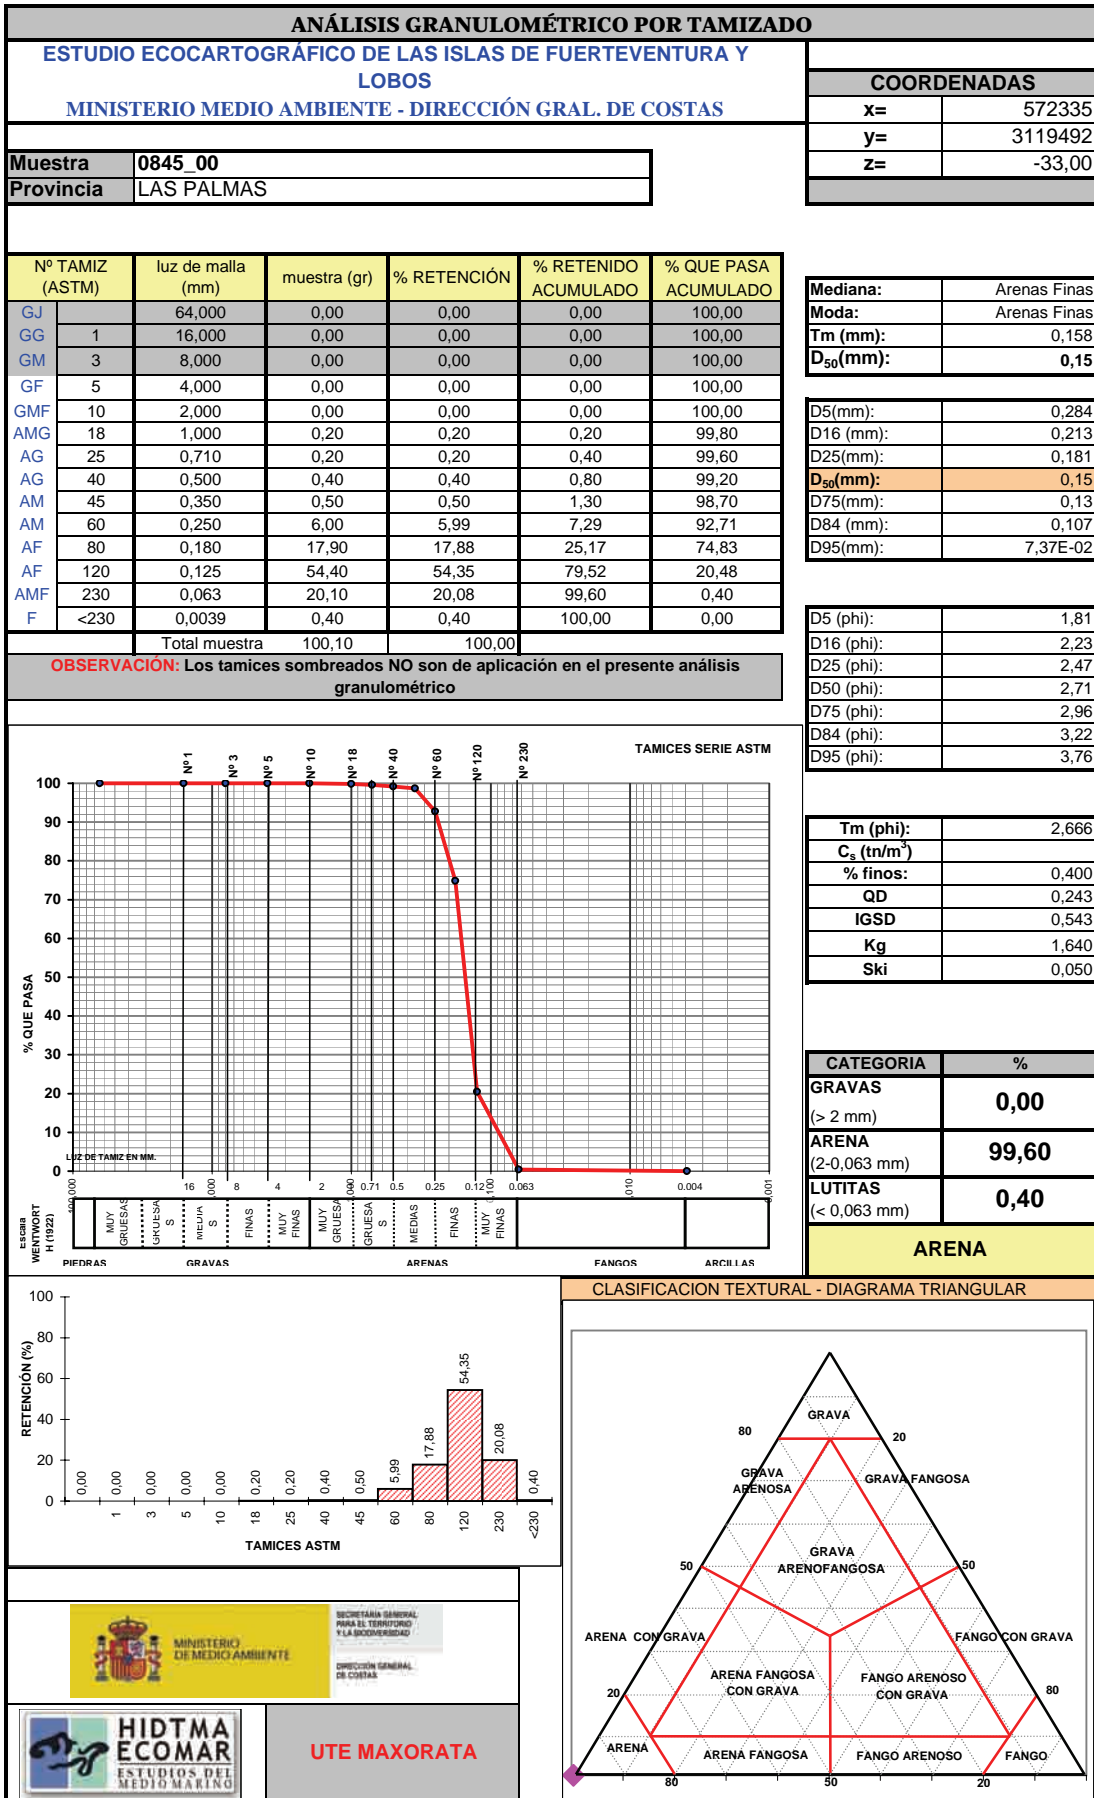 ANÁLISIS GRANULOMÉTRICO POR TAMIZADO
ESTUDIO ECOCARTOGRÁFICO DE LAS ISLAS DE FUERTEVENTURA Y
LOBOS
MINISTERIO MEDIO AMBIENTE - DIRECCIÓN GRAL. DE COSTAS
COORDENADAS
x= 572335
y= 3119492
z= -33,00
Muestra 0845_00
Provincia LAS PALMAS
Nº TAMIZ (ASTM) luz de malla (mm) muestra (gr) % RETENCIÓN % RETENIDO ACUMULADO % QUE PASA ACUMULADO
GJ 64,000 0,00 0,00 0,00 100,00
GG 1 16,000 0,00 0,00 0,00 100,00
GM 3 8,000 0,00 0,00 0,00 100,00
GF 5 4,000 0,00 0,00 0,00 100,00
GMF 10 2,000 0,00 0,00 0,00 100,00
AMG 18 1,000 0,20 0,20 0,20 99,80
AG 25 0,710 0,20 0,20 0,40 99,60
AG 40 0,500 0,40 0,40 0,80 99,20
AM 45 0,350 0,50 0,50 1,30 98,70
AM 60 0,250 6,00 5,99 7,29 92,71
AF 80 0,180 17,90 17,88 25,17 74,83
AF 120 0,125 54,40 54,35 79,52 20,48
AMF 230 0,063 20,10 20,08 99,60 0,40
F <230 0,0039 0,40 0,40 100,00 0,00
Total muestra 100,10 100,00
OBSERVACIÓN: Los tamices sombreados NO son de aplicación en el presente análisis
granulométrico
Mediana: Arenas Finas
Moda: Arenas Finas
Tm (mm): 0,158
D50(mm): 0,15
D5(mm): 0,284
D16 (mm): 0,213
D25(mm): 0,181
D50(mm): 0,15
D75(mm): 0,13
D84 (mm): 0,107
D95(mm): 7,37E-02
D5 (phi): 1,81
D16 (phi): 2,23
D25 (phi): 2,47
D50 (phi): 2,71
D75 (phi): 2,96
D84 (phi): 3,22
D95 (phi): 3,76
Tm (phi): 2,666
Cs (tn/m3)
% finos: 0,400
QD 0,243
IGSD 0,543
Kg 1,640
Ski 0,050
CATEGORIA %
GRAVAS
(> 2 mm) 0,00
ARENA
(2-0,063 mm) 99,60
LUTITAS
(< 0,063 mm) 0,40
ARENA
TAMICES SERIE ASTM
Nº 1 Nº 3 Nº 5 Nº 10 Nº 18 Nº 40 Nº 60 Nº 120 Nº 230
% QUE PASA
100
90
80
70
60
50
40
30
20
10
0
LUZ DE TAMIZ EN MM.
16 8 4 2 0.71 0.5 0.25 0.12 0.063 0.004
Escala WENTWORT H (1922)
MUY GRUESAS GRUESA S MEDIA S FINAS MUY FINAS MUY GRUESA GRUESA S MEDIAS FINAS MUY FINAS
PIEDRAS GRAVAS ARENAS FANGOS ARCILLAS
RETENCIÓN (%)
100
80
60
40
20
0
0,00 0,00 0,00 0,00 0,00 0,20 0,20 0,40 0,50 5,99 17,88 54,35 20,08 0,40
1 3 5 10 18 25 40 45 60 80 120 230 <230
TAMICES ASTM
CLASIFICACION TEXTURAL - DIAGRAMA TRIANGULAR
GRAVA
80 20
GRAVA ARENOSA
GRAVA FANGOSA
GRAVA
ARENOFANGOSA
50 50
ARENA CON GRAVA
FANGO CON GRAVA
ARENA FANGOSA
CON GRAVA
FANGO ARENOSO
CON GRAVA
20 80
ARENA ARENA FANGOSA FANGO ARENOSO FANGO
80 50 20
MINISTERIO
DE MEDIO AMBIENTE
SECRETARÍA GENERAL
PARA EL TERRITORIO
Y LA BIODIVERSIDAD
DIRECCIÓN GENERAL
DE COSTAS
HIDTMA
ECOMAR
ESTUDIOS DEL
MEDIO MARINO
UTE MAXORATA